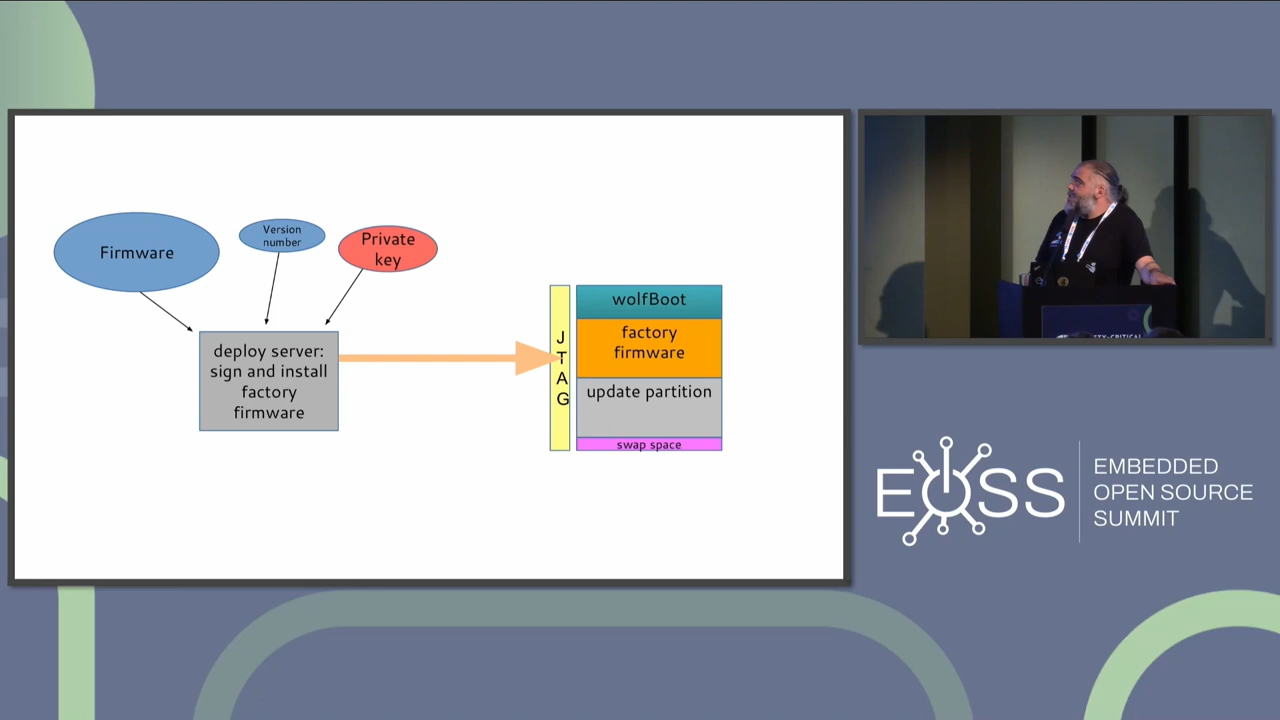 Firmware
Version
number
Private
key
deploy server:
sign and install
factory
firmware
J
T
A
G
wolfBoot
factory
firmware
update partition
swap space
EOSS
EMBEDDED
OPEN SOURCE
SUMMIT